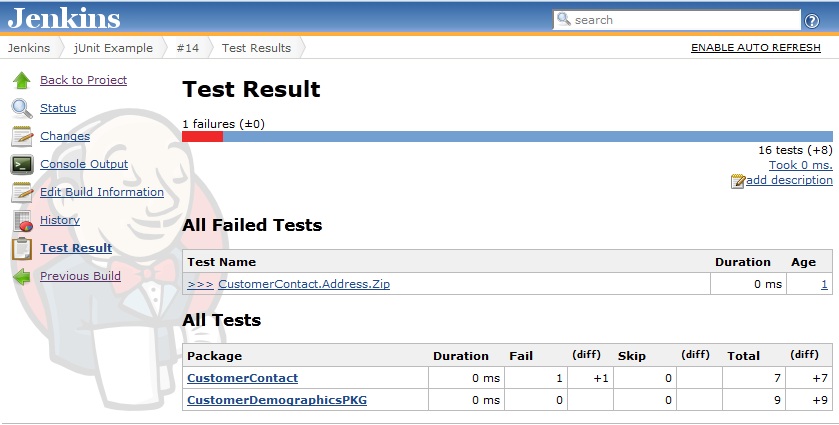 Jenkins
search
Jenkins jUnit Example #14 Test Results ENABLE AUTO REFRESH
Back to Project
Status
Changes
Console Output
Edit Build Information
History
Test Result
Previous Build
Test Result
1 failures (±0)
16 tests (+8)
Took 0 ms.
add description
All Failed Tests
Test Name Duration Age
>>> CustomerContact.Address.Zip 0 ms 1
All Tests
Package Duration Fail (diff) Skip (diff) Total (diff)
CustomerContact 0 ms 1 +1 0 7 +7
CustomerDemographicsPKG 0 ms 0 0 9 +9